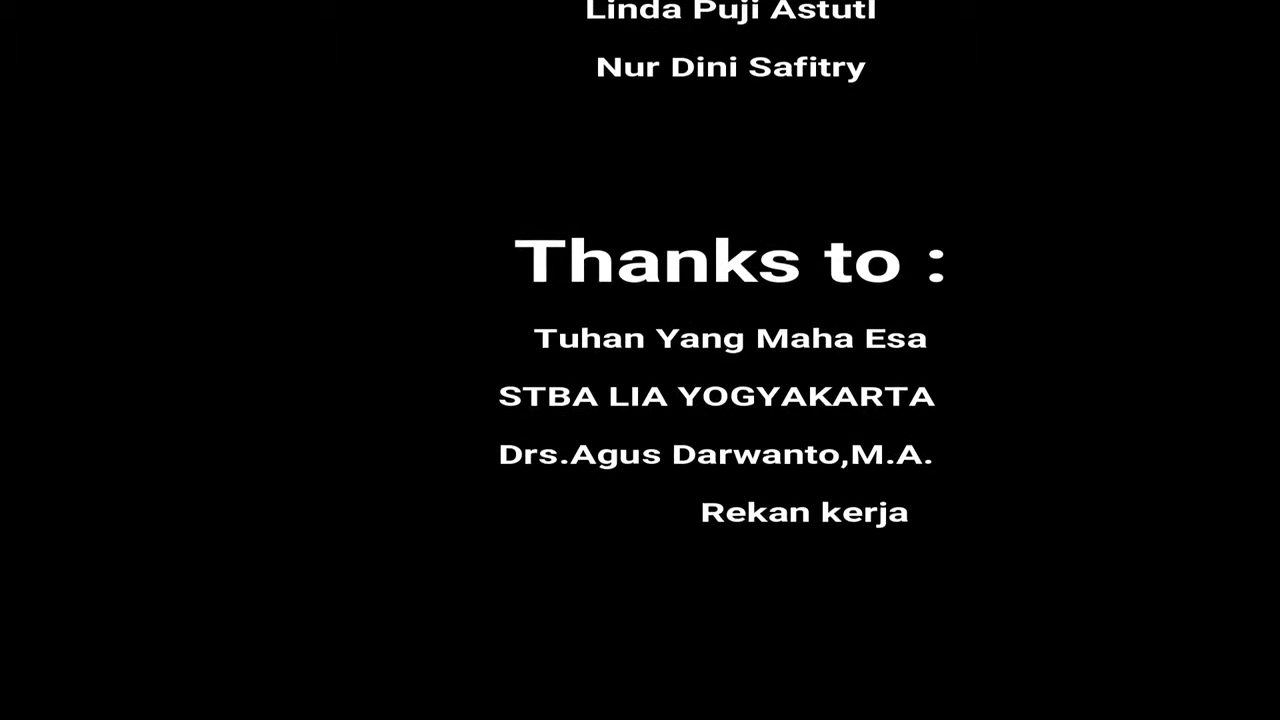 Linda Puji AstutI
Nur Dini Safitry
Thanks to :
Tuhan Yang Maha Esa
STBA LIA YOGYAKARTA
Drs.Agus Darwanto,M.A.
Rekan kerja